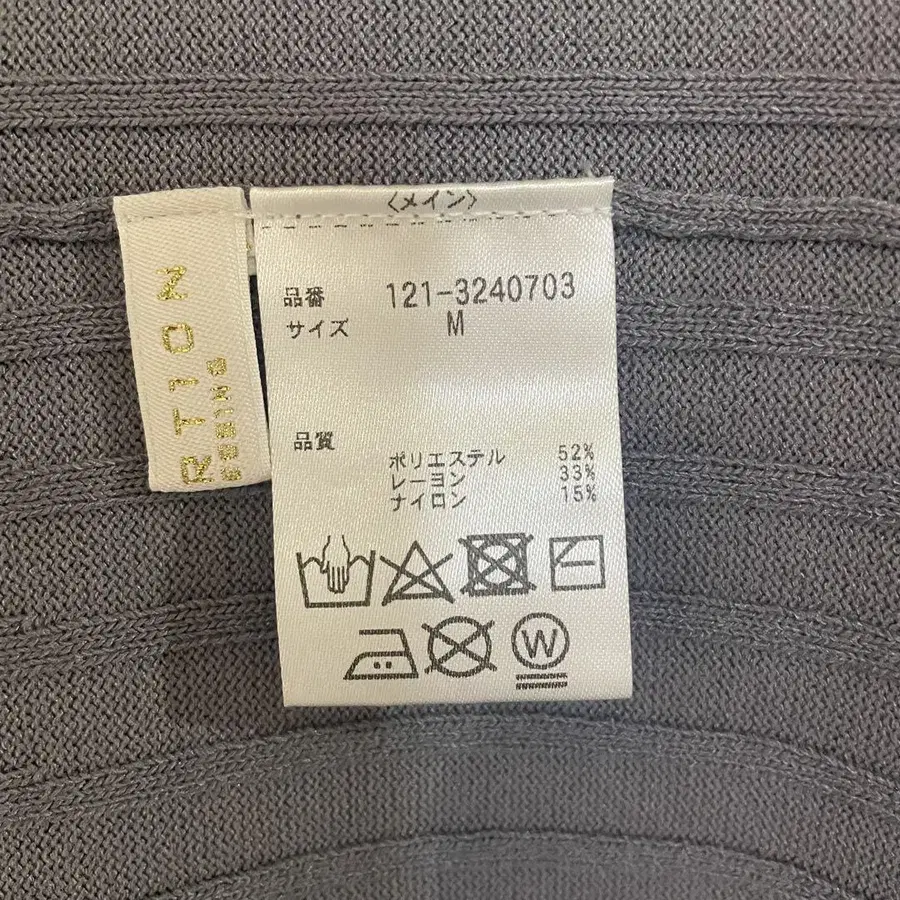 〈メイン〉
品番 121-3240703
サイズ M
品質
ポリエステル 52%
レーヨン 33%
ナイロン 15%
W
RTION